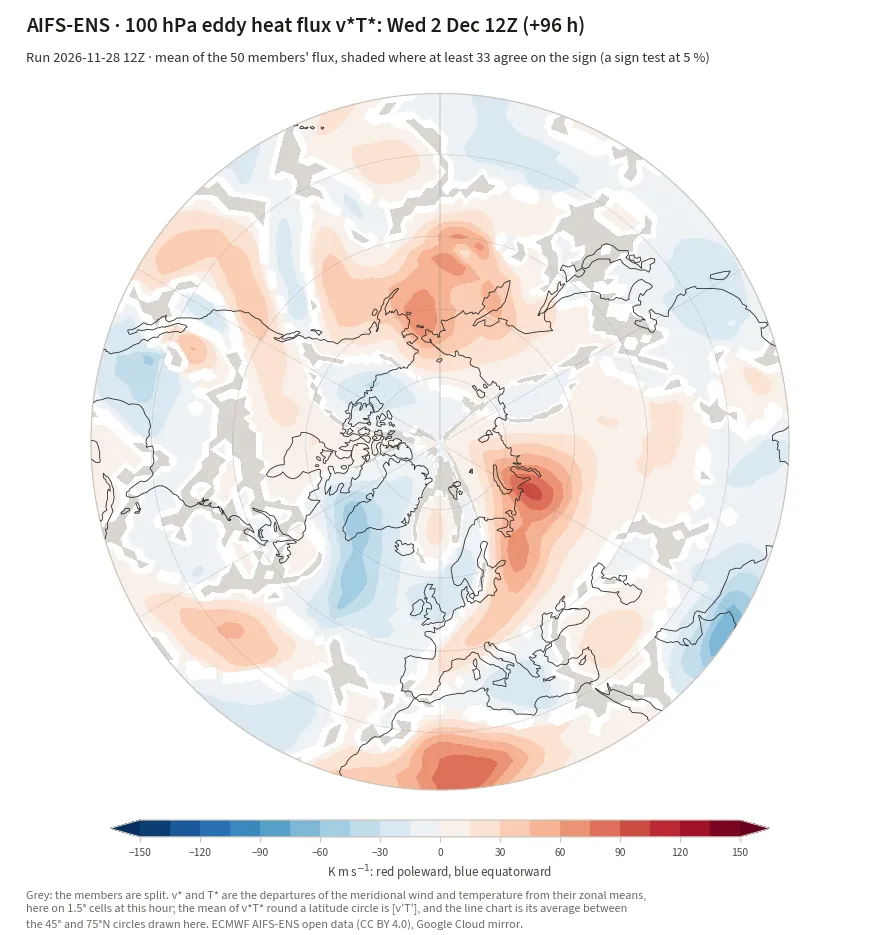 AIFS-ENS · 100 hPa eddy heat flux v*T*: Wed 2 Dec 12Z (+96 h)
Run 2026-11-28 12Z · mean of the 50 members' flux, shaded where at least 33 agree on the sign (a sign test at 5 %)
−150 −120 −90 −60 −30 0 30 60 90 120 150
K m s⁻¹: red poleward, blue equatorward
Grey: the members are split. v* and T* are the departures of the meridional wind and temperature from their zonal means,
here on 1.5° cells at this hour; the mean of v*T* round a latitude circle is [v′T′], and the line chart is its average between
the 45° and 75°N circles drawn here. ECMWF AIFS-ENS open data (CC BY 4.0), Google Cloud mirror.